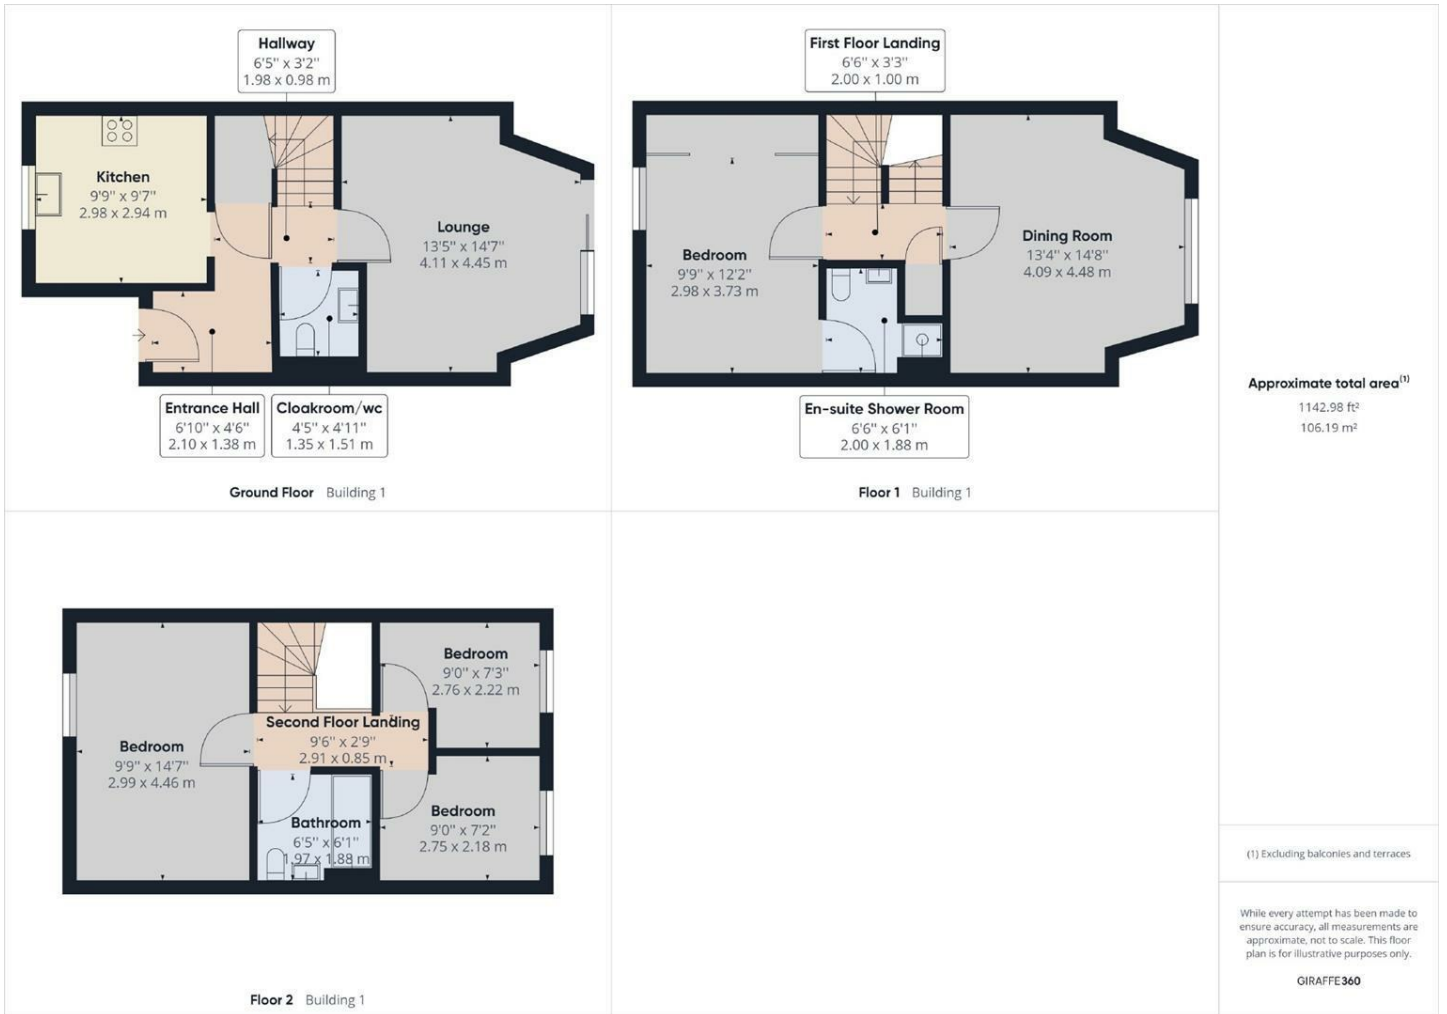 Hallway
6'5" x 3'2"
1.98 x 0.98 m
Kitchen
9'9" x 9'7"
2.98 x 2.94 m
Lounge
13'5" x 14'7"
4.11 x 4.45 m
Entrance Hall
6'10" x 4'6"
2.10 x 1.38 m
Cloakroom/wc
4'5" x 4'11"
1.35 x 1.51 m
Ground Floor Building 1
First Floor Landing
6'6" x 3'3"
2.00 x 1.00 m
Bedroom
9'9" x 12'2"
2.98 x 3.73 m
Dining Room
13'4" x 14'8"
4.09 x 4.48 m
En-suite Shower Room
6'6" x 6'1"
2.00 x 1.88 m
Floor 1 Building 1
Bedroom
9'9" x 14'7"
2.99 x 4.46 m
Second Floor Landing
9'6" x 2'9"
2.91 x 0.85 m
Bedroom
9'0" x 7'3"
2.76 x 2.22 m
Bathroom
6'5" x 6'1"
1.97 x 1.88 m
Bedroom
9'0" x 7'2"
2.75 x 2.18 m
Floor 2 Building 1
Approximate total area(1)
1142.98 ft²
106.19 m²
(1) Excluding balconies and terraces
While every attempt has been made to
ensure accuracy, all measurements are
approximate, not to scale. This floor
plan is for illustrative purposes only.
GIRAFFE360